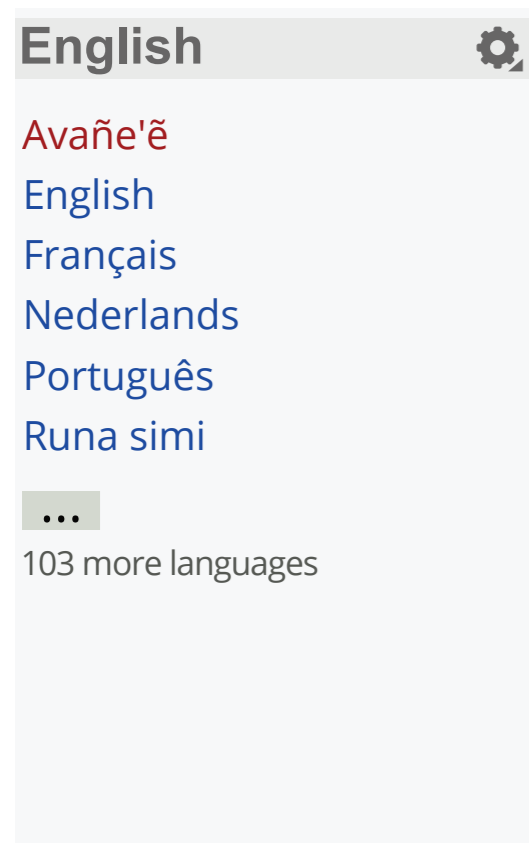 English
Avañe'ẽ
English
Français
Nederlands
Português
Runa simi
...
103 more languages